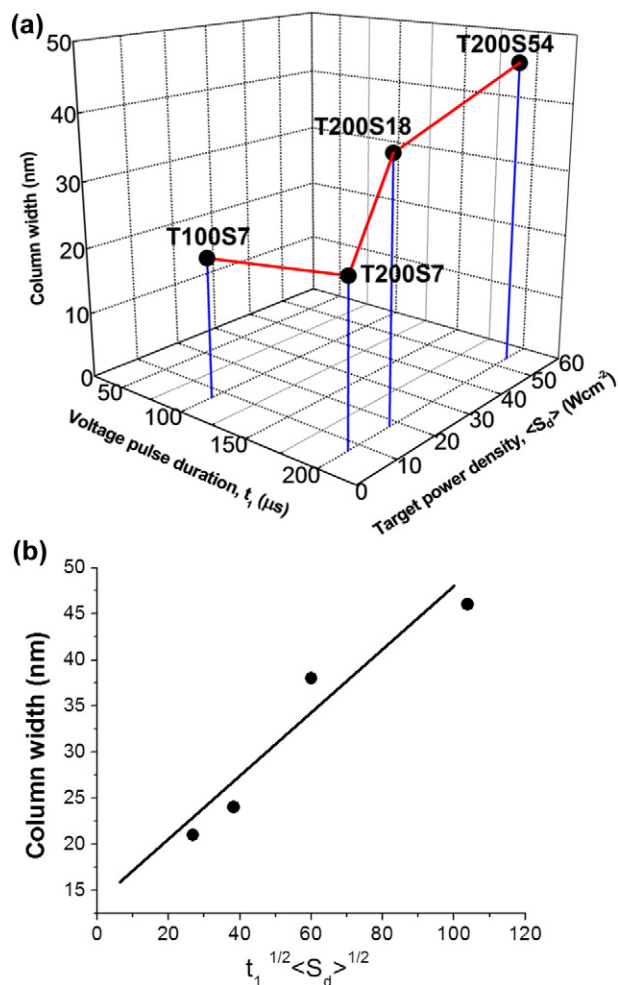 (a)
50
40
30
20
10
0
Column width (nm)
T200S54
T200S18
T100S7
T200S7
50
100
150
200
Voltage pulse duration, t₁ (μs)
0
10
20
30
40
50
60
Target power density, <S_d> (Wcm⁻²)
(b)
50
45
40
35
30
25
20
15
Column width (nm)
0 20 40 60 80 100 120
t₁ ^1/2 <S_d>^1/2